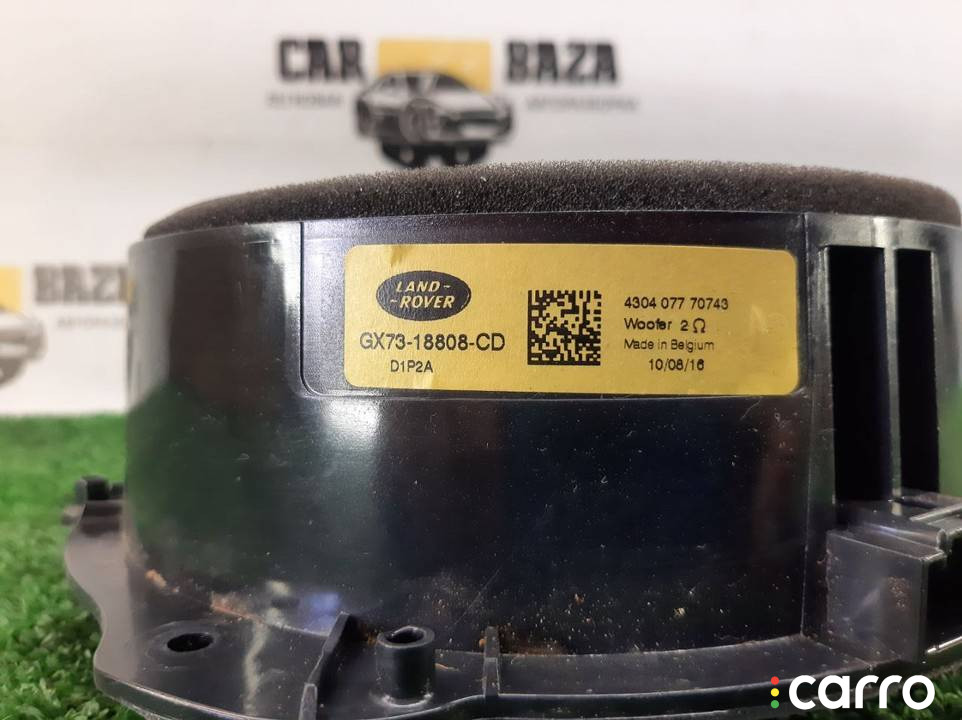 CAR BAZA
BAZA
LAND-
-ROVER
GX73-18808-CD
D1P2A
4304 077 70743
Woofer 2Ω
Made in Belgium
10/08/16
carro